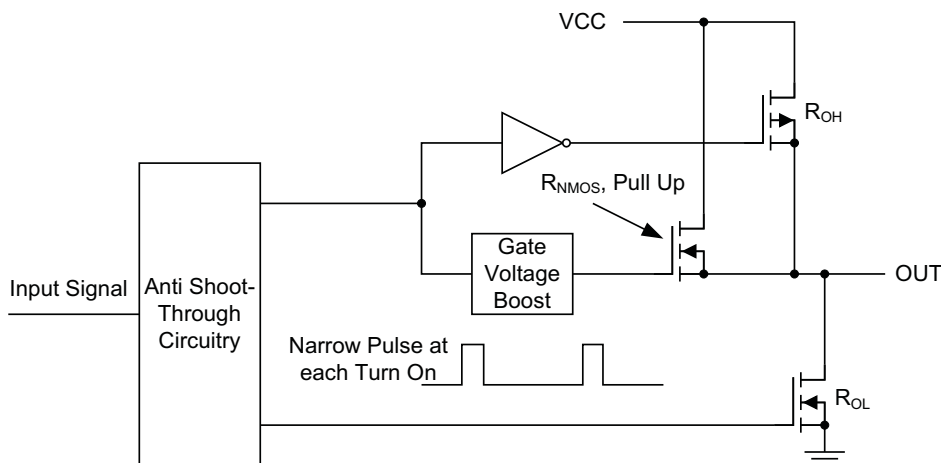 VCC
R_OH
R_NMOS, Pull Up
Gate
Voltage
Boost
OUT
Input Signal
Anti Shoot-
Through
Circuitry
Narrow Pulse at
each Turn On
R_OL